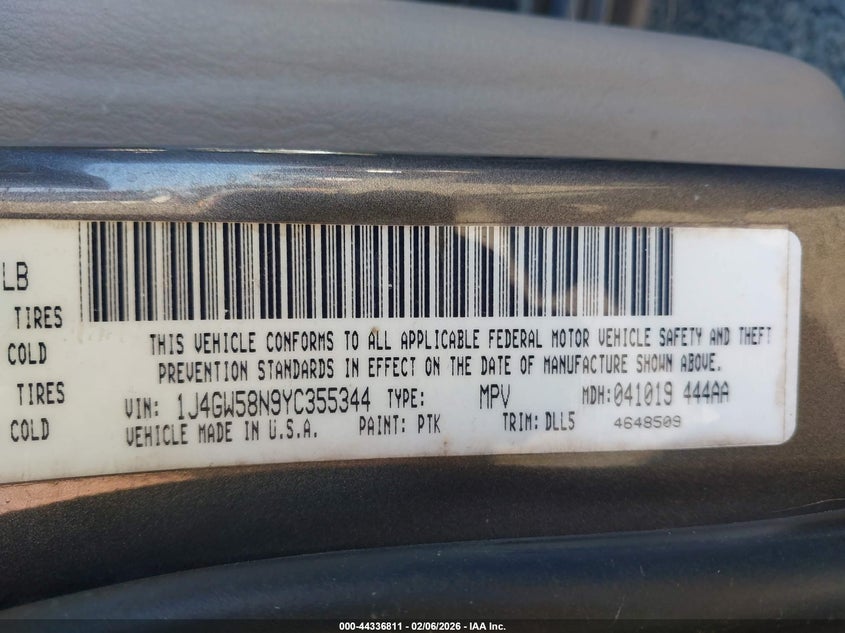 LB
TIRES
COLD
TIRES
COLD
THIS VEHICLE CONFORMS TO ALL APPLICABLE FEDERAL MOTOR VEHICLE SAFETY AND THEFT
PREVENTION STANDARDS IN EFFECT ON THE DATE OF MANUFACTURE SHOWN ABOVE.
VIN: 1J4GW58N9YC355344 TYPE: MPV MDH:041019 444AA
VEHICLE MADE IN U.S.A. PAINT: PTK TRIM: DLL5 4648509
000-44336811 — 02/06/2026 — IAA Inc.